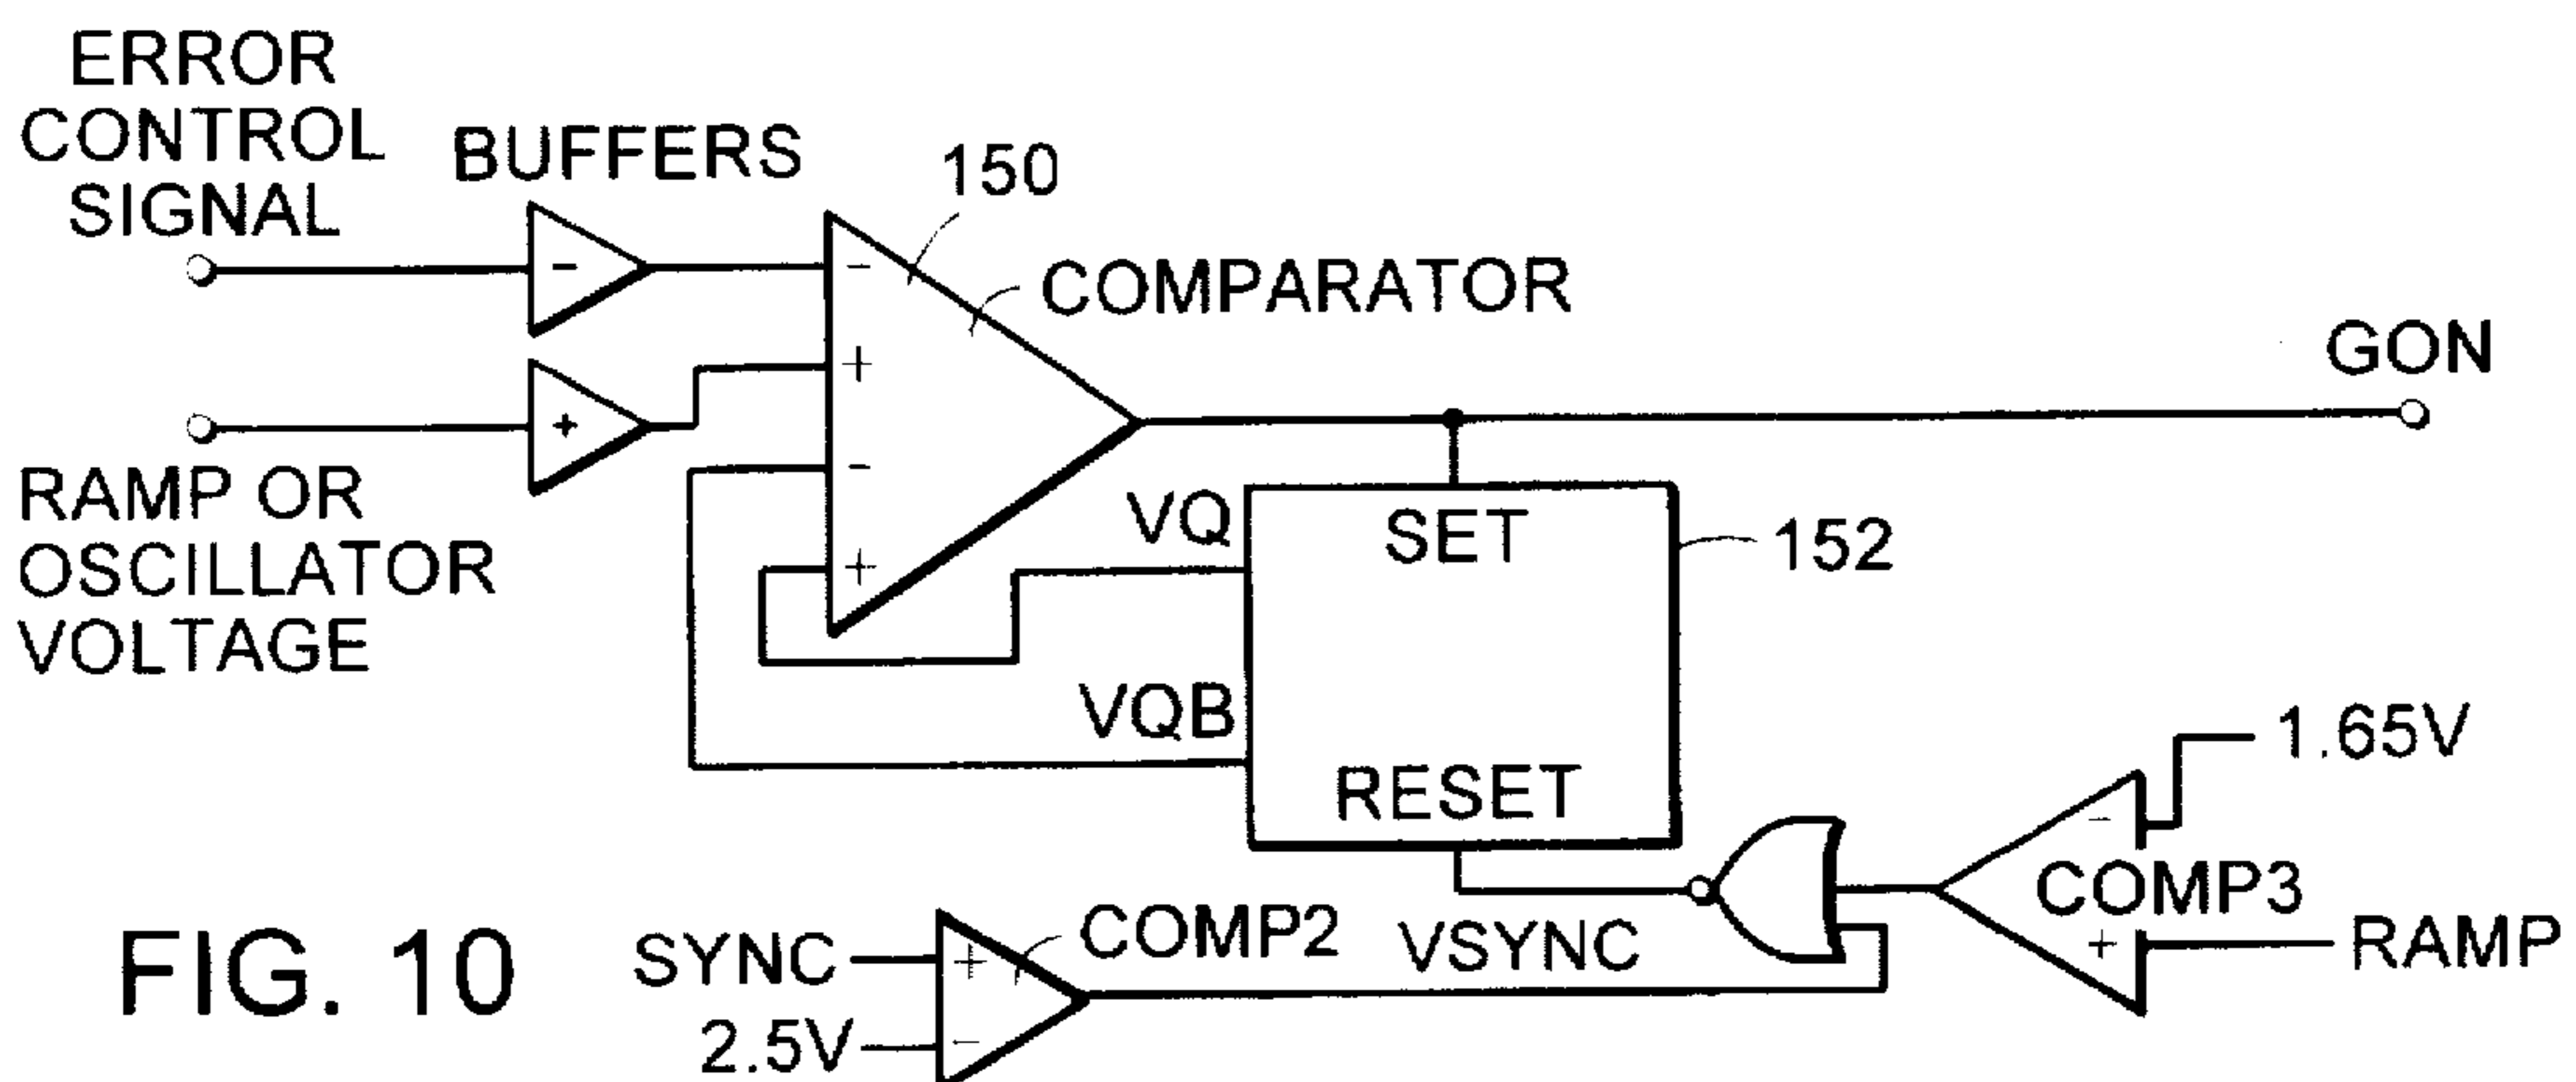 ERROR
CONTROL
SIGNAL
BUFFERS
150
COMPARATOR
GON
-
+
-
+
-
+
RAMP OR
OSCILLATOR
VOLTAGE
VQ
SET
152
VQB
RESET
1.65V
-
COMP3
+
RAMP
VSYNC
SYNC
+
COMP2
2.5V
-
FIG. 10